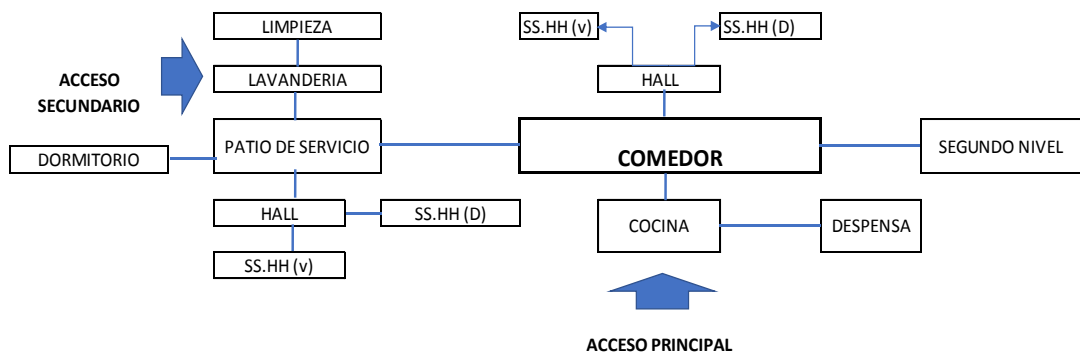 LIMPIEZA
SS.HH (v)
SS.HH (D)
ACCESO
SECUNDARIO
LAVANDERIA
HALL
DORMITORIO
PATIO DE SERVICIO
COMEDOR
SEGUNDO NIVEL
HALL
SS.HH (D)
COCINA
DESPENSA
SS.HH (v)
ACCESO PRINCIPAL